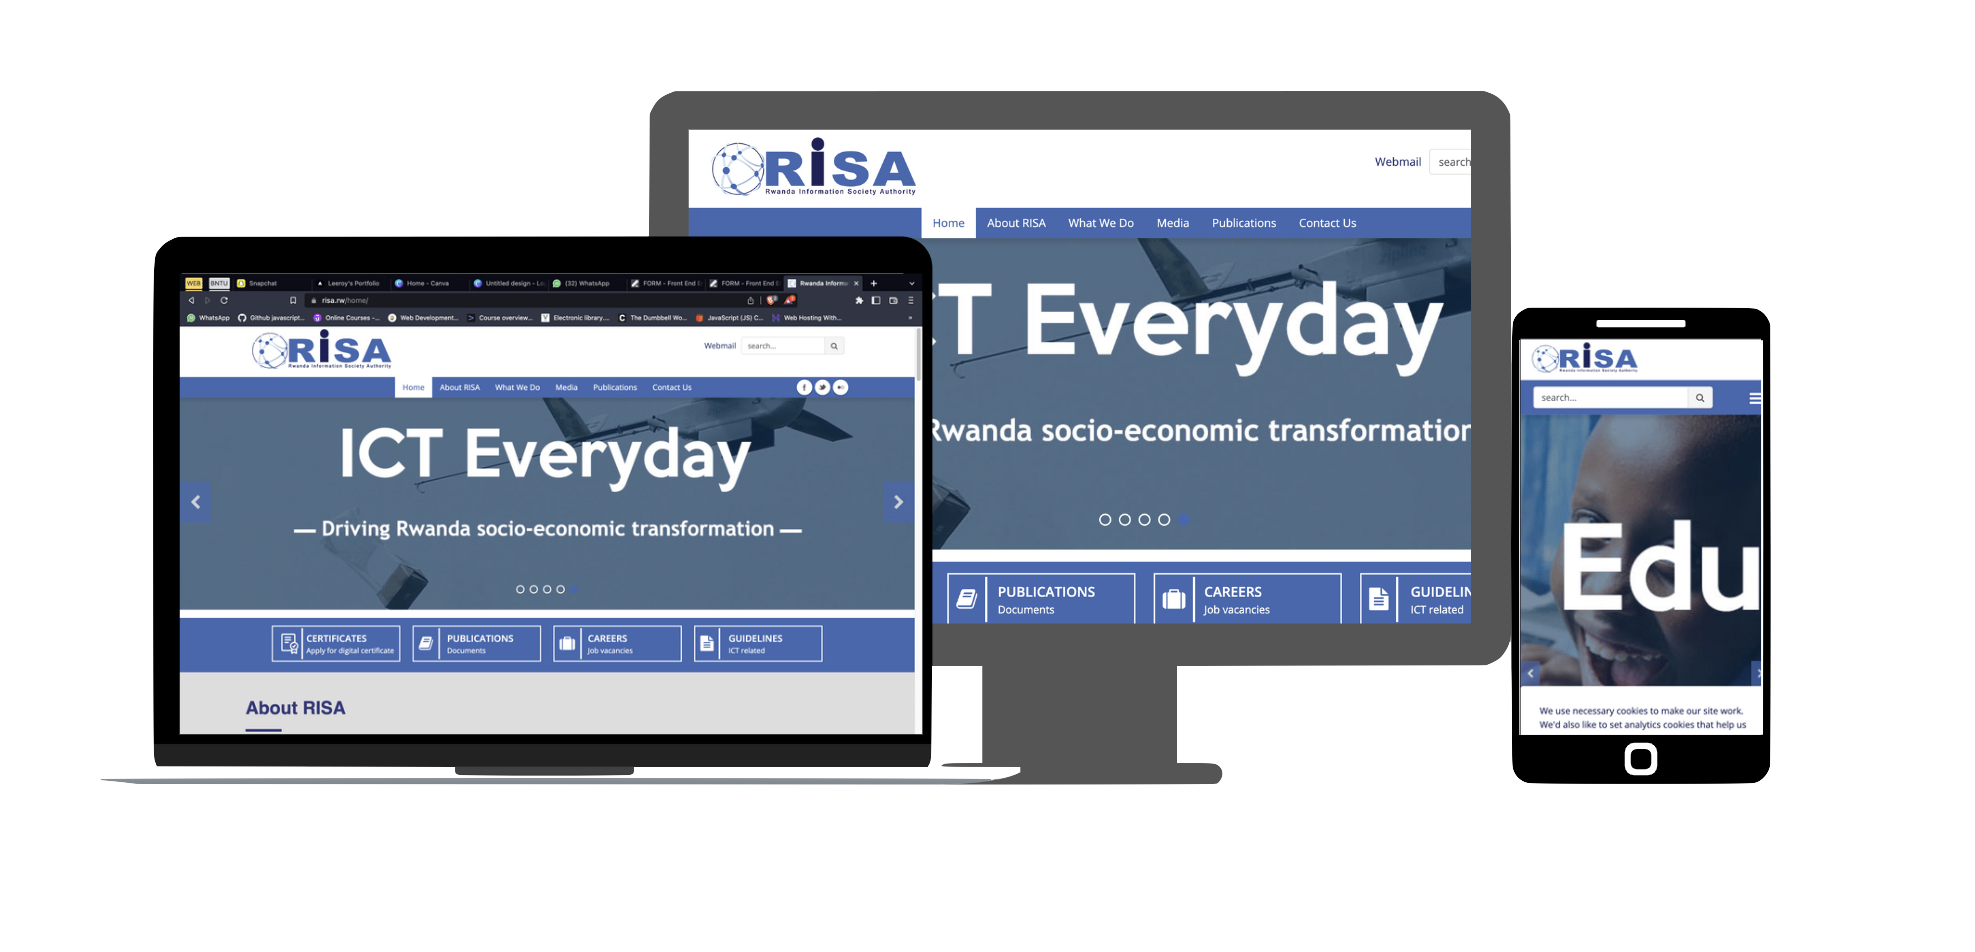 RiSA
Rwanda Information Society Authority
Webmail
search
Home
About RISA
What We Do
Media
Publications
Contact Us
T Everyday
Rwanda socio-economic transformation
PUBLICATIONS
Documents
CAREERS
Job vacancies
GUIDELIN
ICT related
WEB
BNTU
Snapchat
Leeroy's Portfolio
Home - Canva
Untitled design - Le
(32) WhatsApp
FORM - Front End
FORM - Front End
Rwanda Inform
risa.rw/home/
WhatsApp
Github javascript...
Online Courses -...
Web Development...
Course overview...
Electronic library....
The Dumbbell Wo...
JavaScript (JS) C...
Web Hosting With...
RiSA
Rwanda Information Society Authority
Webmail
search...
Home
About RISA
What We Do
Media
Publications
Contact Us
ICT Everyday
— Driving Rwanda socio-economic transformation —
CERTIFICATES
Apply for digital certificate
PUBLICATIONS
Documents
CAREERS
Job vacancies
GUIDELINES
ICT related
About RISA
RiSA
Rwanda Information Society Authority
search...
Edu
We use necessary cookies to make our site work.
We'd also like to set analytics cookies that help us